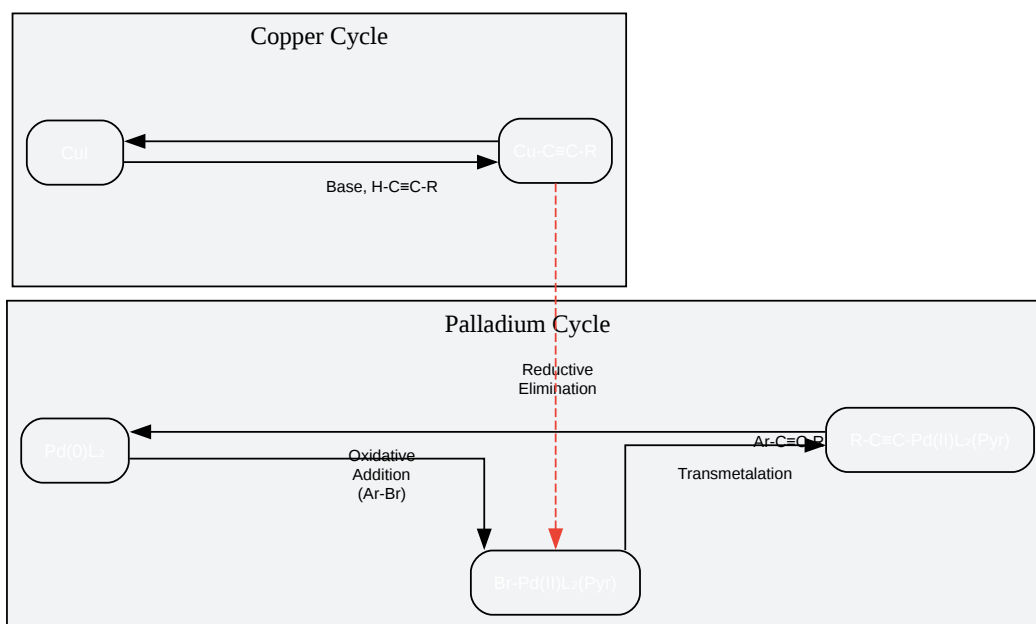 Copper Cycle
CuI
Cu-C≡C-R
Base, H-C≡C-R
Palladium Cycle
Reductive
Elimination
Pd(0)L₂
Ar-C≡C-R
R-C≡C-Pd(II)L₂(Pyr)
Oxidative
Addition
(Ar-Br)
Transmetalation
Br-Pd(II)L₂(Pyr)